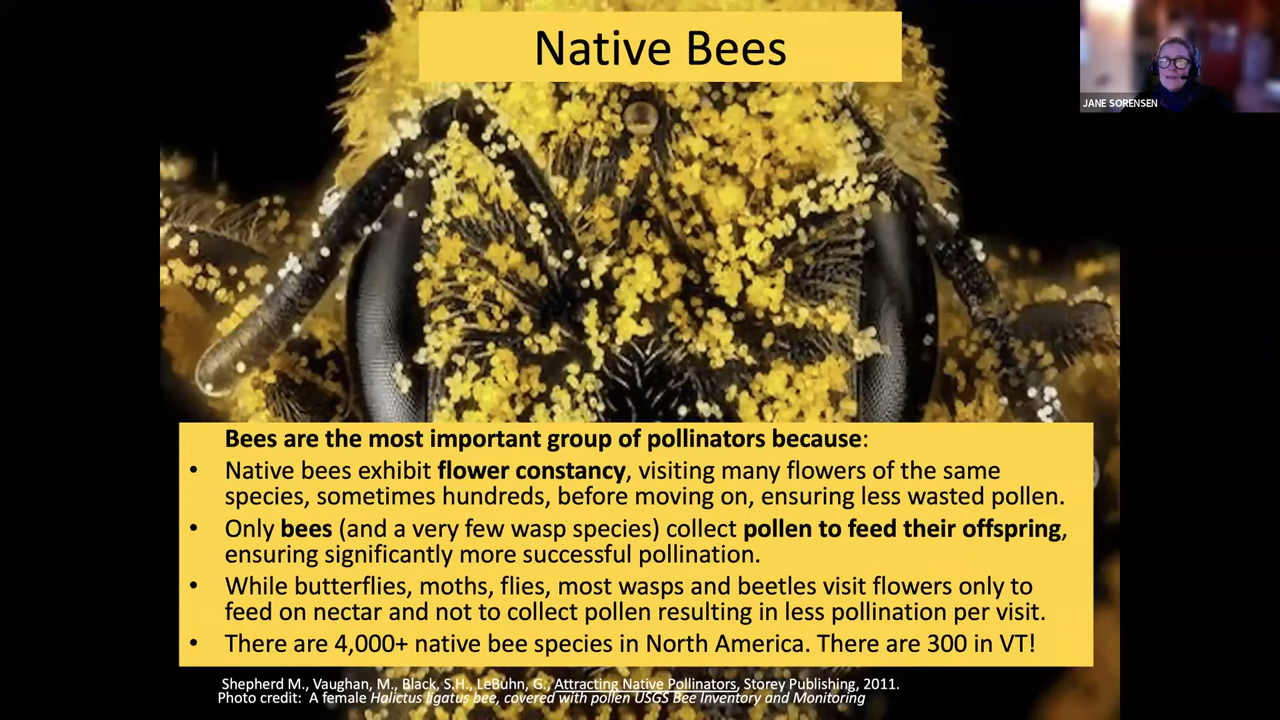 Native Bees
JANE SORENSEN
Bees are the most important group of pollinators because:
• Native bees exhibit flower constancy, visiting many flowers of the same
species, sometimes hundreds, before moving on, ensuring less wasted pollen.
• Only bees (and a very few wasp species) collect pollen to feed their offspring,
ensuring significantly more successful pollination.
• While butterflies, moths, flies, most wasps and beetles visit flowers only to
feed on nectar and not to collect pollen resulting in less pollination per visit.
• There are 4,000+ native bee species in North America. There are 300 in VT!
Shepherd M., Vaughan, M., Black, S.H., LeBuhn, G., Attracting Native Pollinators, Storey Publishing, 2011.
Photo credit: A female Halictus ligatus bee, covered with pollen USGS Bee Inventory and Monitoring